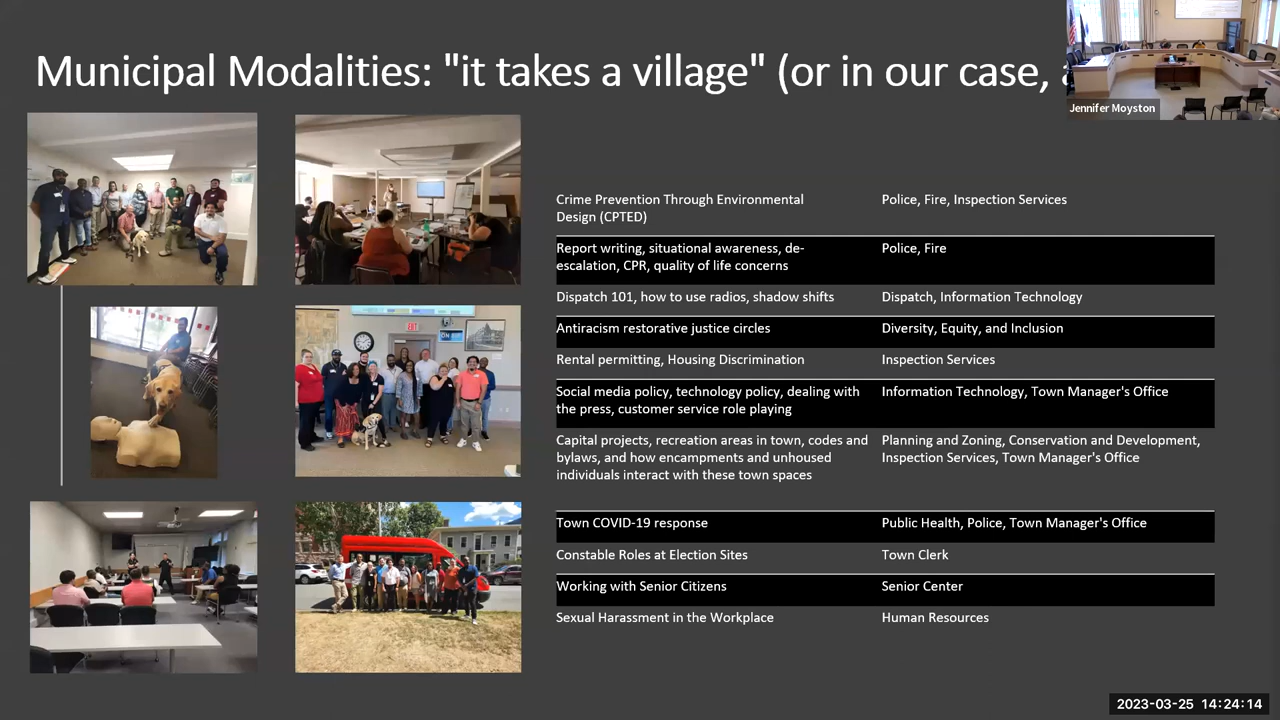 Municipal Modalities: "it takes a village" (or in our case, a
Jennifer Moyston
Crime Prevention Through Environmental
Design (CPTED)
Police, Fire, Inspection Services
Report writing, situational awareness, de-
escalation, CPR, quality of life concerns
Police, Fire
Dispatch 101, how to use radios, shadow shifts
Dispatch, Information Technology
Antiracism restorative justice circles
Diversity, Equity, and Inclusion
Rental permitting, Housing Discrimination
Inspection Services
Social media policy, technology policy, dealing with
the press, customer service role playing
Information Technology, Town Manager's Office
Capital projects, recreation areas in town, codes and
bylaws, and how encampments and unhoused
individuals interact with these town spaces
Planning and Zoning, Conservation and Development,
Inspection Services, Town Manager's Office
Town COVID-19 response
Public Health, Police, Town Manager's Office
Constable Roles at Election Sites
Town Clerk
Working with Senior Citizens
Senior Center
Sexual Harassment in the Workplace
Human Resources
EXIT
2023-03-25 14:24:14